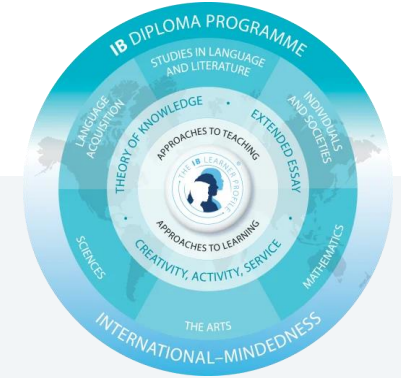 IB DIPLOMA PROGRAMME
STUDIES IN LANGUAGE
AND LITERATURE
LANGUAGE
ACQUISITION
INDIVIDUALS
AND SOCIETIES
THEORY OF KNOWLEDGE
EXTENDED ESSAY
APPROACHES TO TEACHING
THE IB LEARNER PROFILE
APPROACHES TO LEARNING
CREATIVITY, ACTIVITY, SERVICE
SCIENCES
MATHEMATICS
THE ARTS
INTERNATIONAL–MINDEDNESS